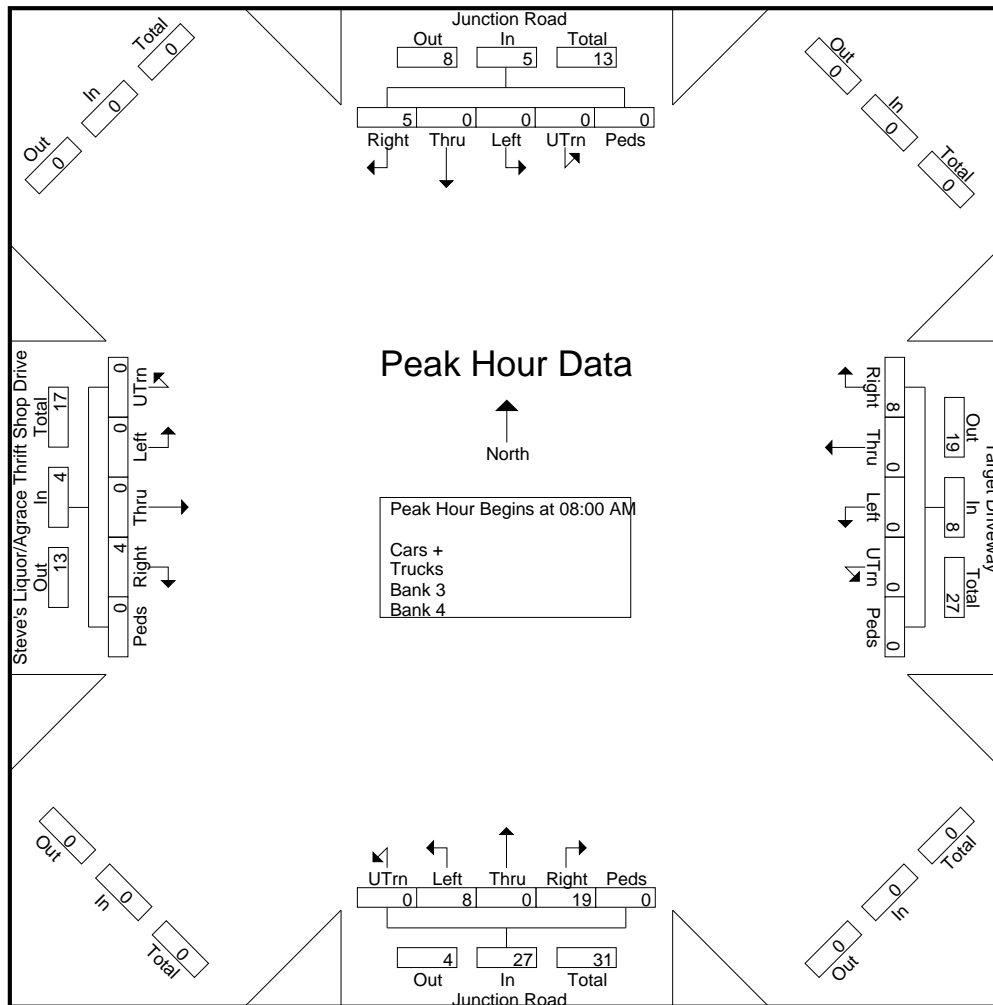 Junction Road
Out In Total
8 5 13
5 0 0 0 0
Right Thru Left UTrn Peds
Total
0
In
0
Out
0
Out
0
In
0
Total
0
Steve's Liquor/Agrace Thrift Shop Drive
Total In Out
17 4 13
0 0 0 4 0
UTrn Left Thru Right Peds
Peak Hour Data
North
Peak Hour Begins at 08:00 AM
Cars +
Trucks
Bank 3
Bank 4
Right Thru Left UTrn Peds
8 0 0 0 0
Out In Total
19 8 27
Target Driveway
Out
0
In
0
Total
0
Total
0
In
0
Out
0
UTrn Left Thru Right Peds
0 8 0 19 0
4 27 31
Out In Total
Junction Road